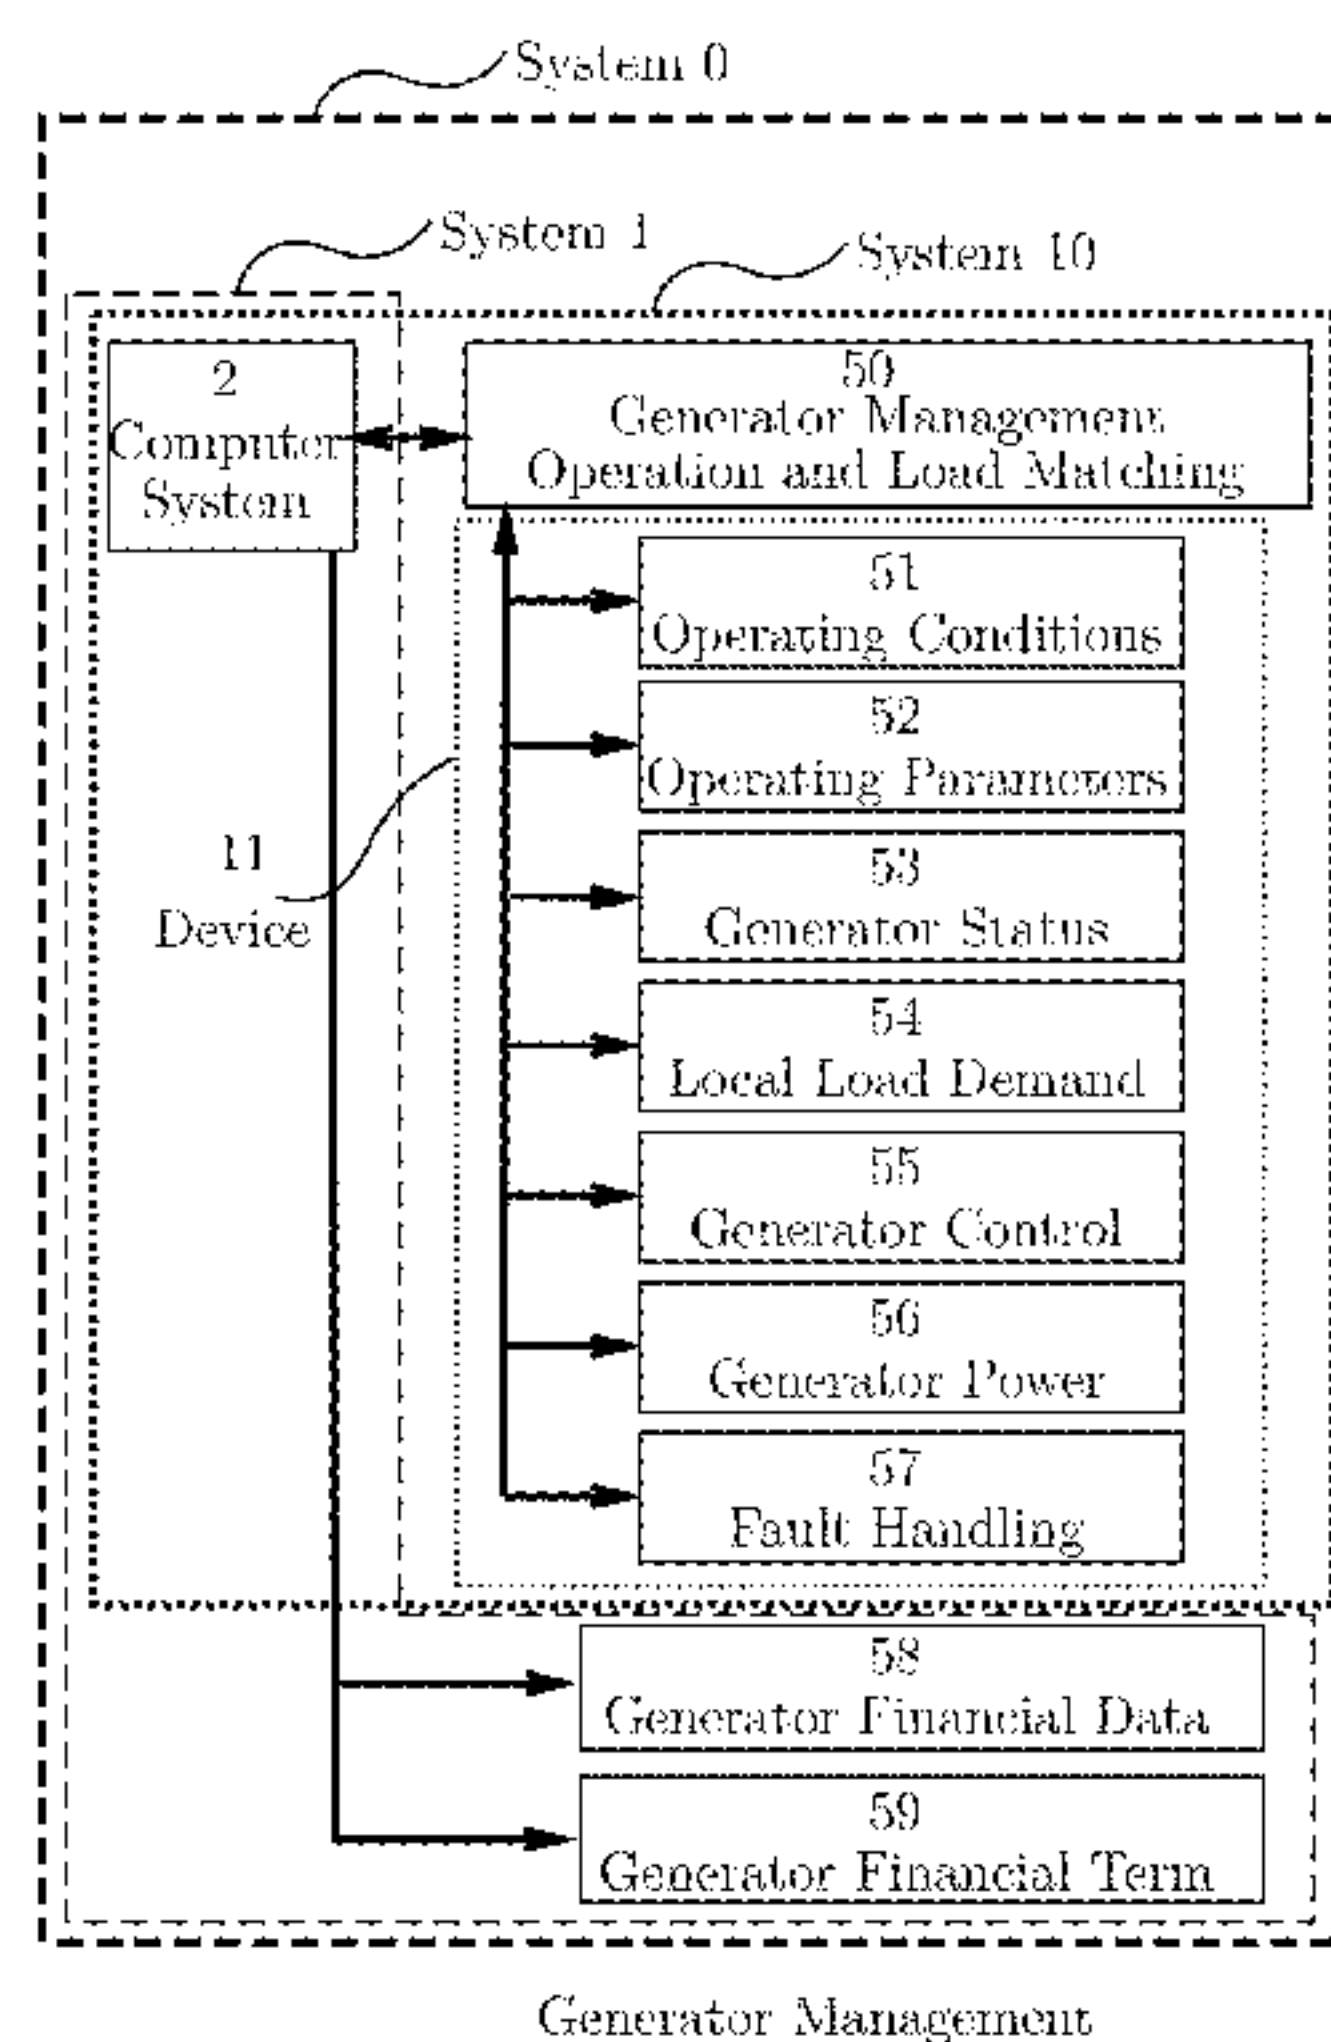 System 0
System 1
System 10
2
Computer
System
50
Generator Management
Operation and Load Matching
51
Operating Conditions
52
Operating Parameters
11
Device
53
Generator Status
54
Local Load Demand
55
Generator Control
56
Generator Power
57
Fault Handling
58
Generator Financial Data
59
Generator Financial Term
Generator Management